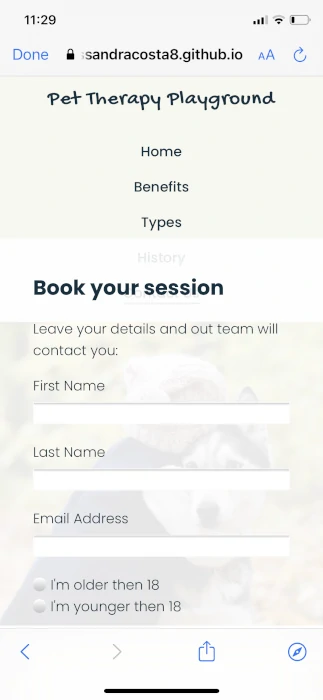 11:29
Done sandracosta8.github.io AA
Pet Therapy Playground
Home
Benefits
Types
History
Book your session
Leave your details and out team will
contact you:
First Name
Last Name
Email Address
I'm older then 18
I'm younger then 18